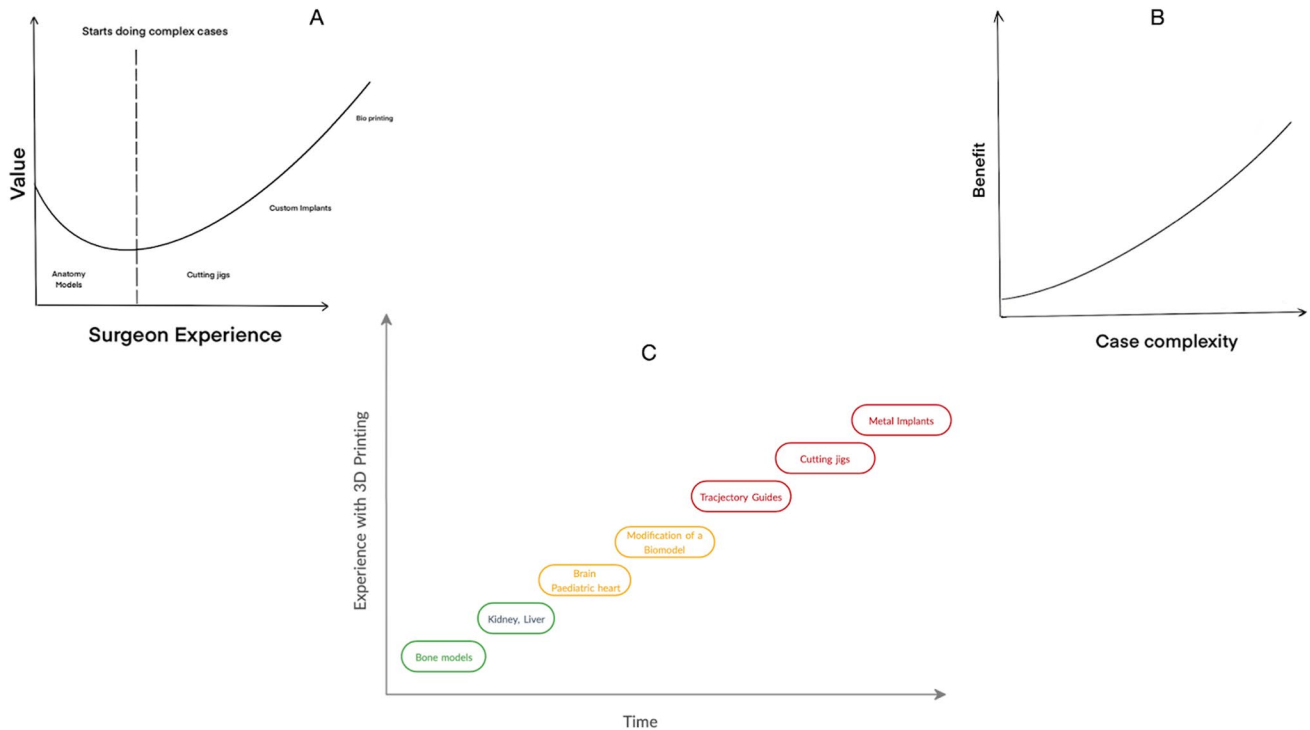 A
Starts doing complex cases
Value
Bio printing
Custom Implants
Anatomy
Models
Cutting jigs
Surgeon Experience
B
Benefit
Case complexity
C
Experience with 3D Printing
Metal Implants
Cutting jigs
Tracjectory Guides
Modification of a
Biomodel
Brain
Paediatric heart
Kidney, Liver
Bone models
Time